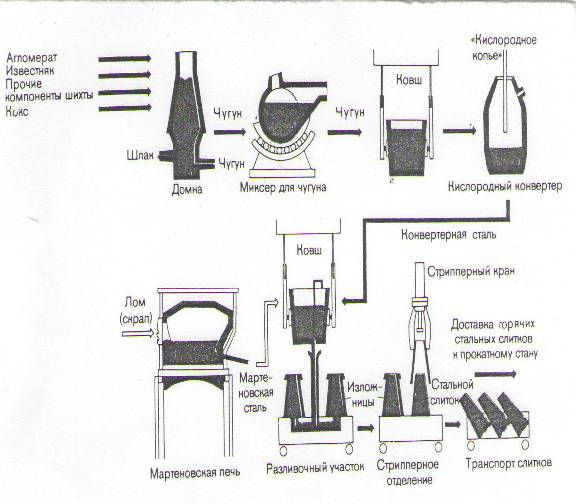 Агломерат
Известняк
Прочие
компоненты шихты
Кокс
Шлак
Чугун
Домка
Чугун
Миксер для чугуна
Чугун
Ковш
«Кислородное
копье»
Кислородный конвертер
Конвертерная сталь
Ковш
Стрипперный кран
Лом
(скрал)
Доставка горячих
стальных слитков
к прокатному стану
Марте-
новская
сталь
Излож-
ницы
Стальной
слиток
Мартеновская печь
Разливочный участок
Стрипперное
отделение
Транспорт слитков